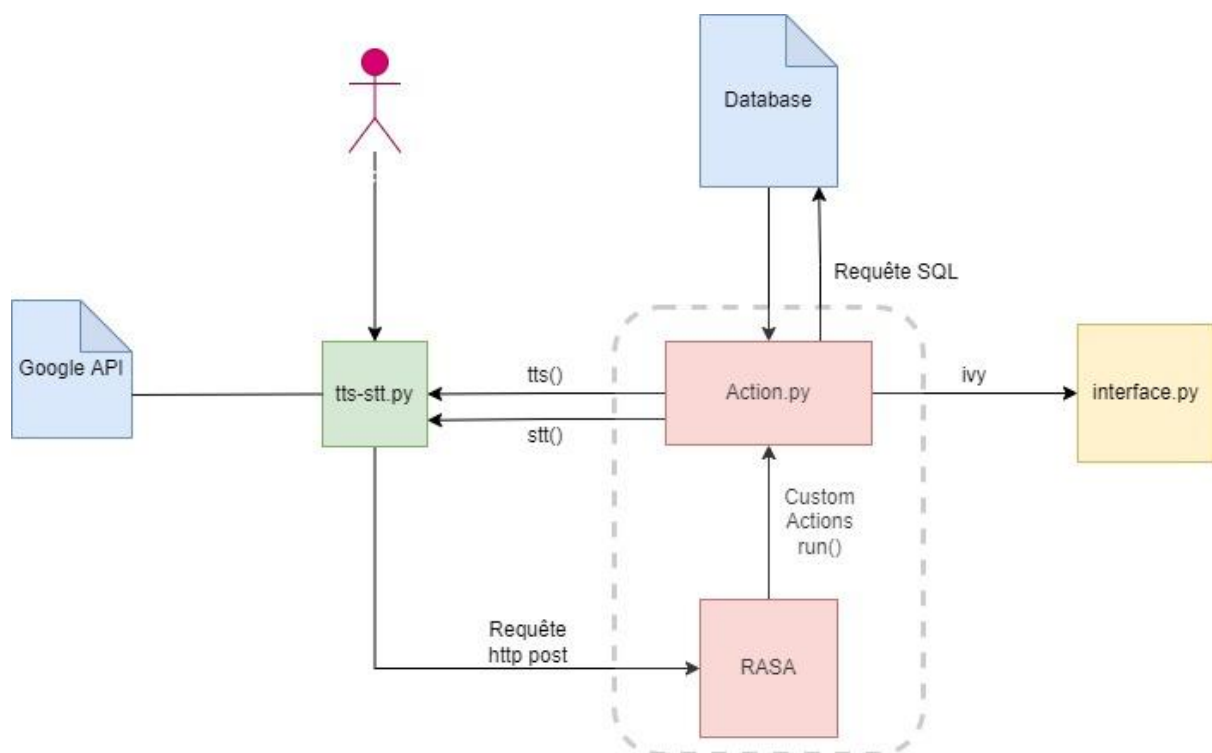 Database
Requête SQL
Google API
tts-stt.py
tts()
stt()
Action.py
ivy
interface.py
Custom
Actions
run()
Requête
http post
RASA